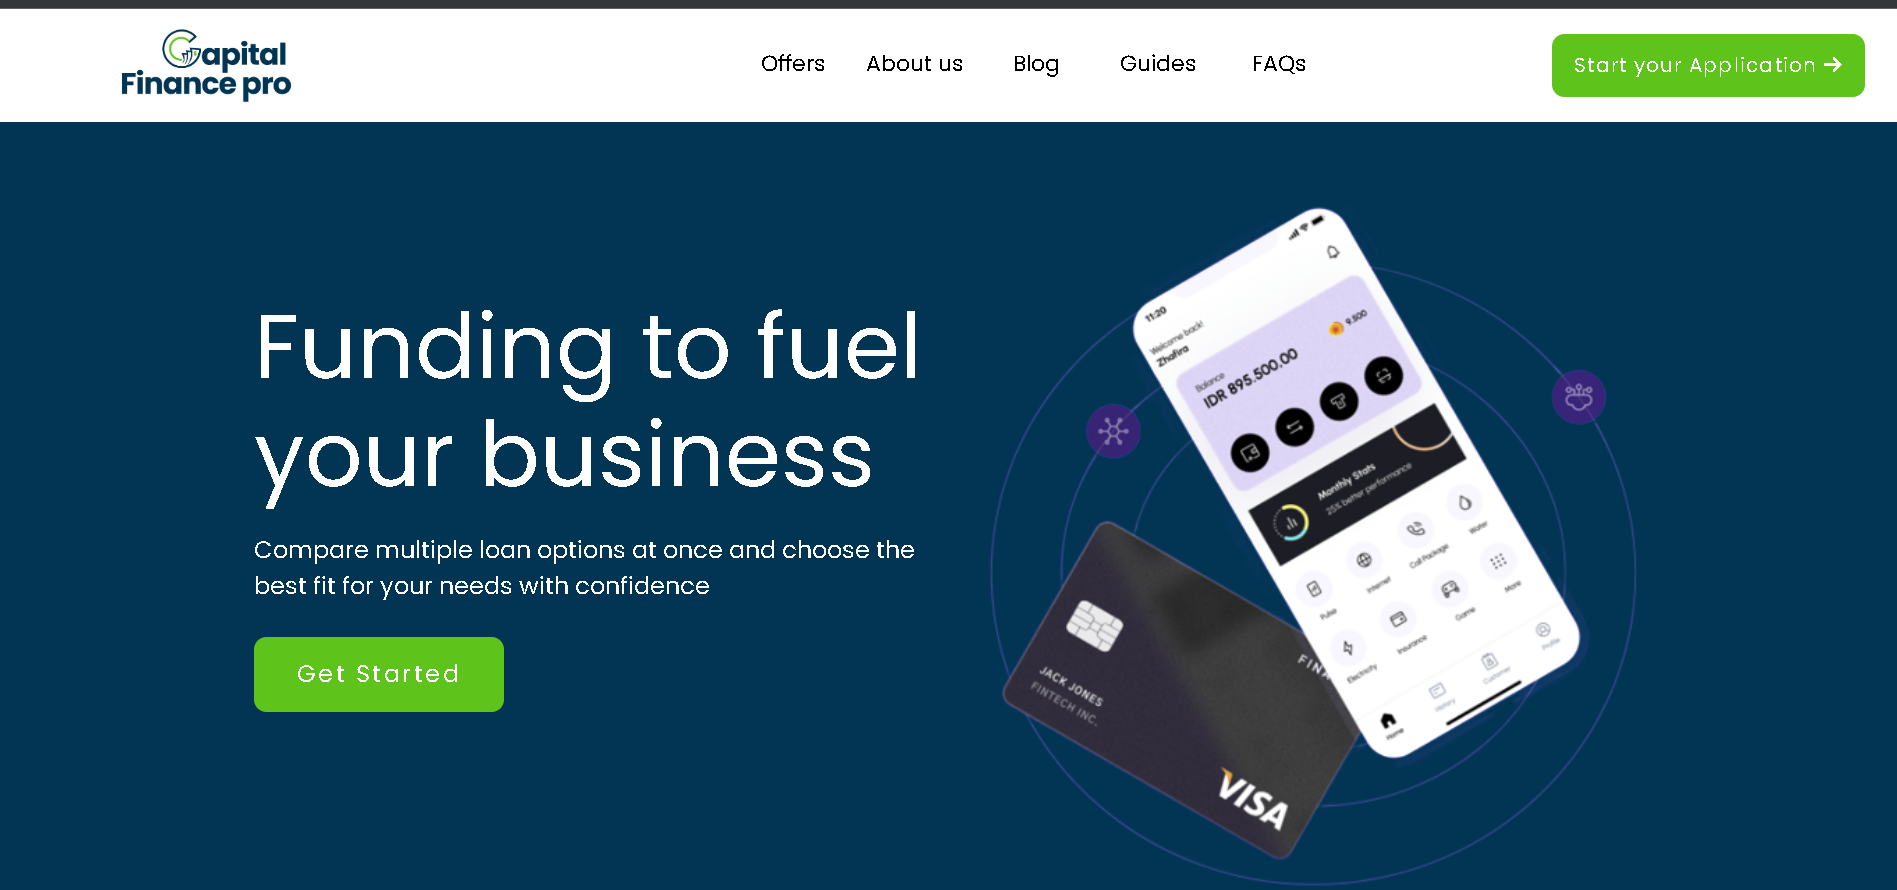 Capital
Finance pro
Offers
About us
Blog
Guides
FAQs
Start your Application
Funding to fuel
your business
Compare multiple loan options at once and choose the
best fit for your needs with confidence
Get Started
11:20
Welcome back!
Zhafira
9.500
Balance
IDR 895.500.00
Monthly Stats
25% better performance
Pulse
Internet
Call Package
Water
Electricity
Insurance
Game
More
Home
History
Customer
Profile
JACK JONES
FINTECH INC.
FINA
VISA